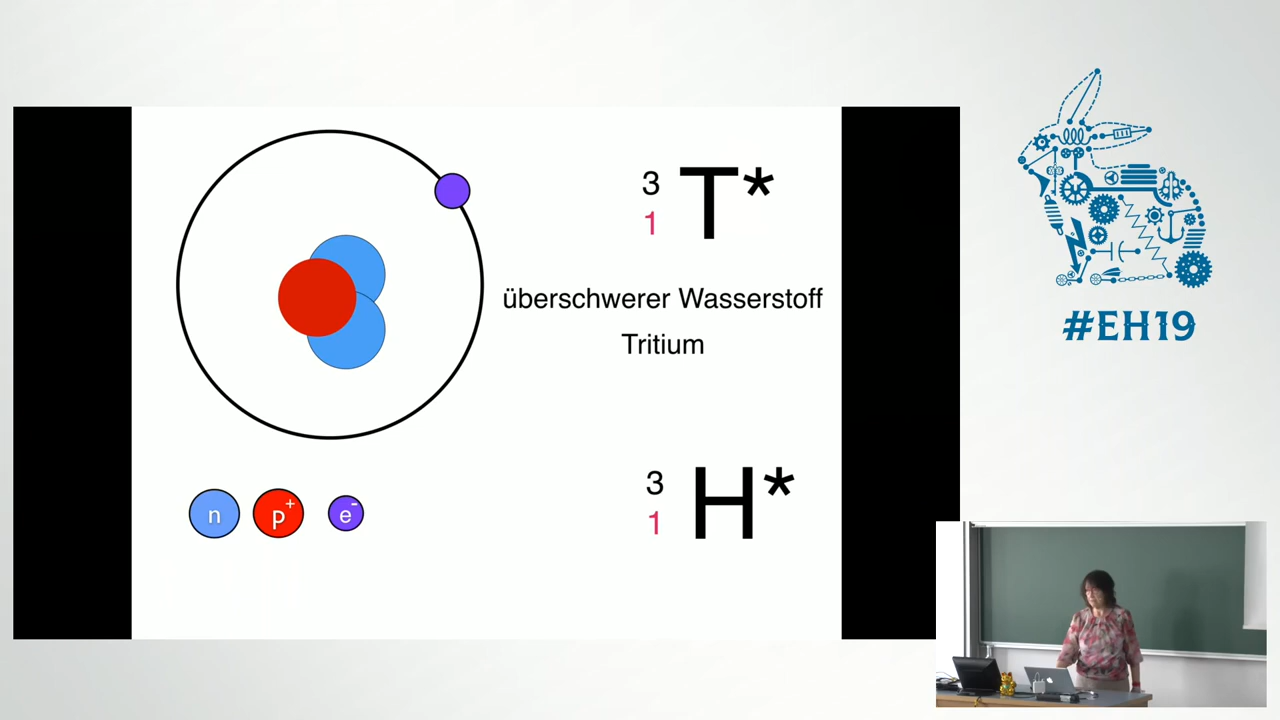 3
1
T*
überschwerer Wasserstoff
Tritium
3
1
H*
n
p+
e-
#EH19